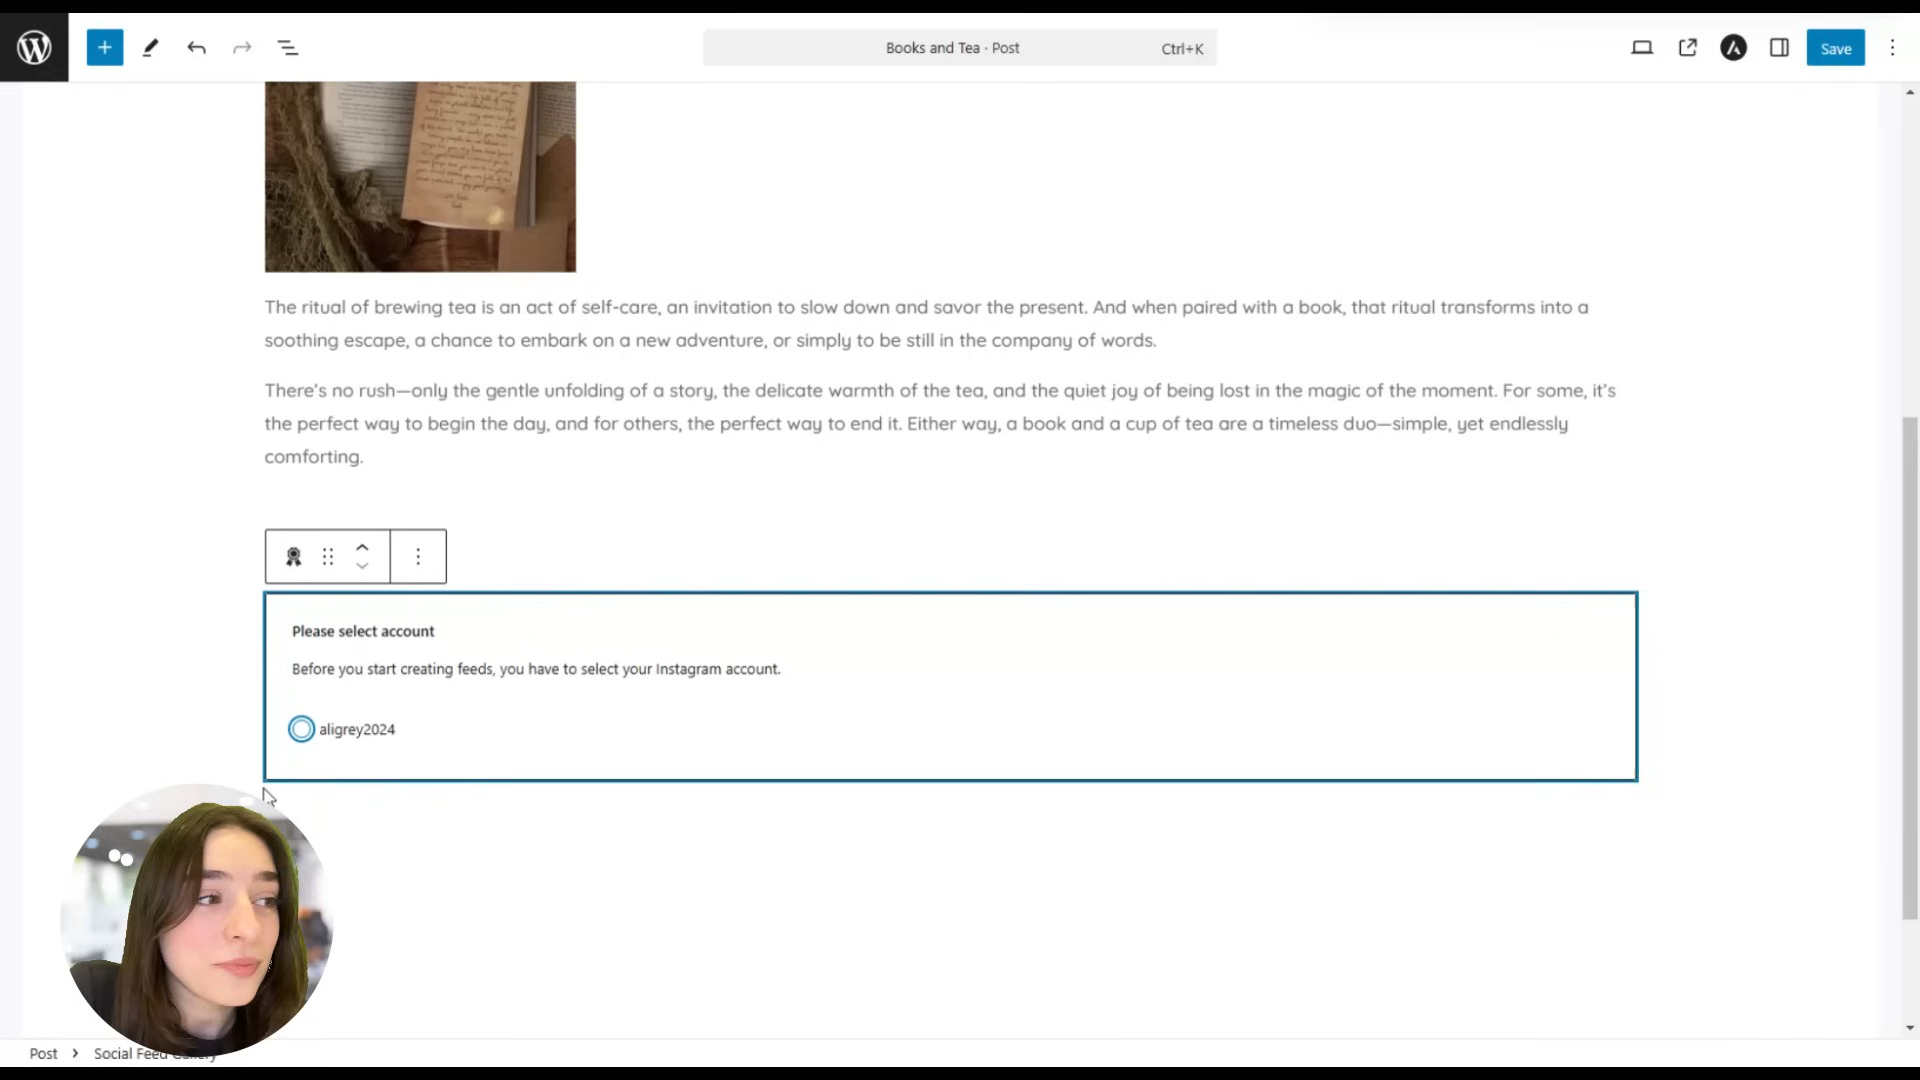 Books and Tea · Post Ctrl+K
Save
The ritual of brewing tea is an act of self-care, an invitation to slow down and savor the present. And when paired with a book, that ritual transforms into a
soothing escape, a chance to embark on a new adventure, or simply to be still in the company of words.
There's no rush—only the gentle unfolding of a story, the delicate warmth of the tea, and the quiet joy of being lost in the magic of the moment. For some, it's
the perfect way to begin the day, and for others, the perfect way to end it. Either way, a book and a cup of tea are a timeless duo—simple, yet endlessly
comforting.
Please select account
Before you start creating feeds, you have to select your Instagram account.
aligrey2024
Post > Social Feed Gallery